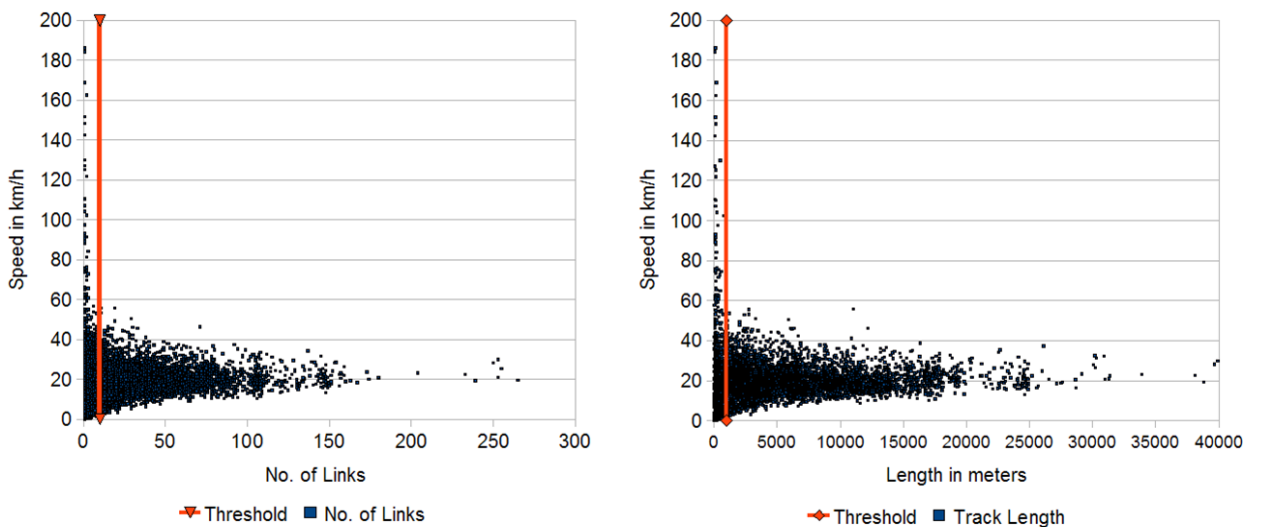 200
180
160
140
120
100
80
60
40
20
0
Speed in km/h
0 50 100 150 200 250 300
No. of Links
Threshold No. of Links
200
180
160
140
120
100
80
60
40
20
0
Speed in km/h
0 5000 10000 15000 20000 25000 30000 35000 40000
Length in meters
Threshold Track Length